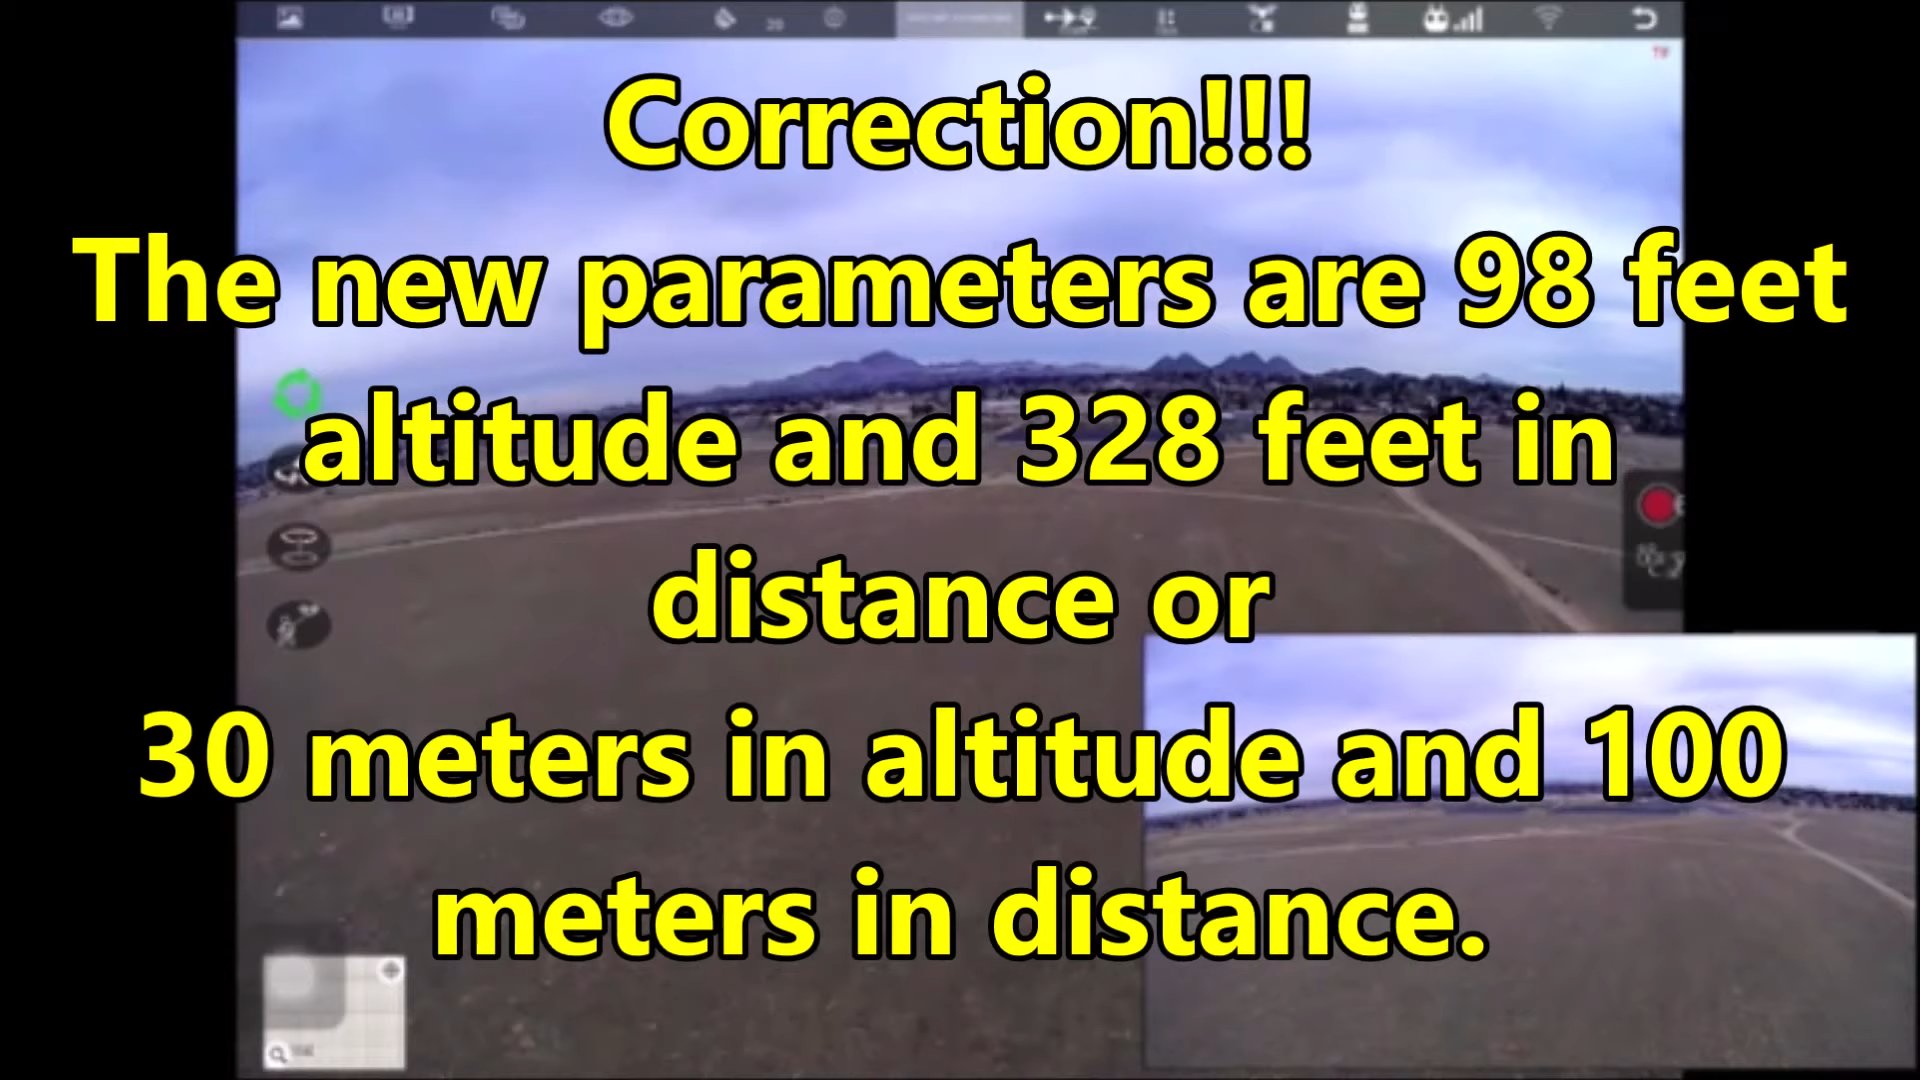 Correction!!!
The new parameters are 98 feet
altitude and 328 feet in
distance or
30 meters in altitude and 100
meters in distance.